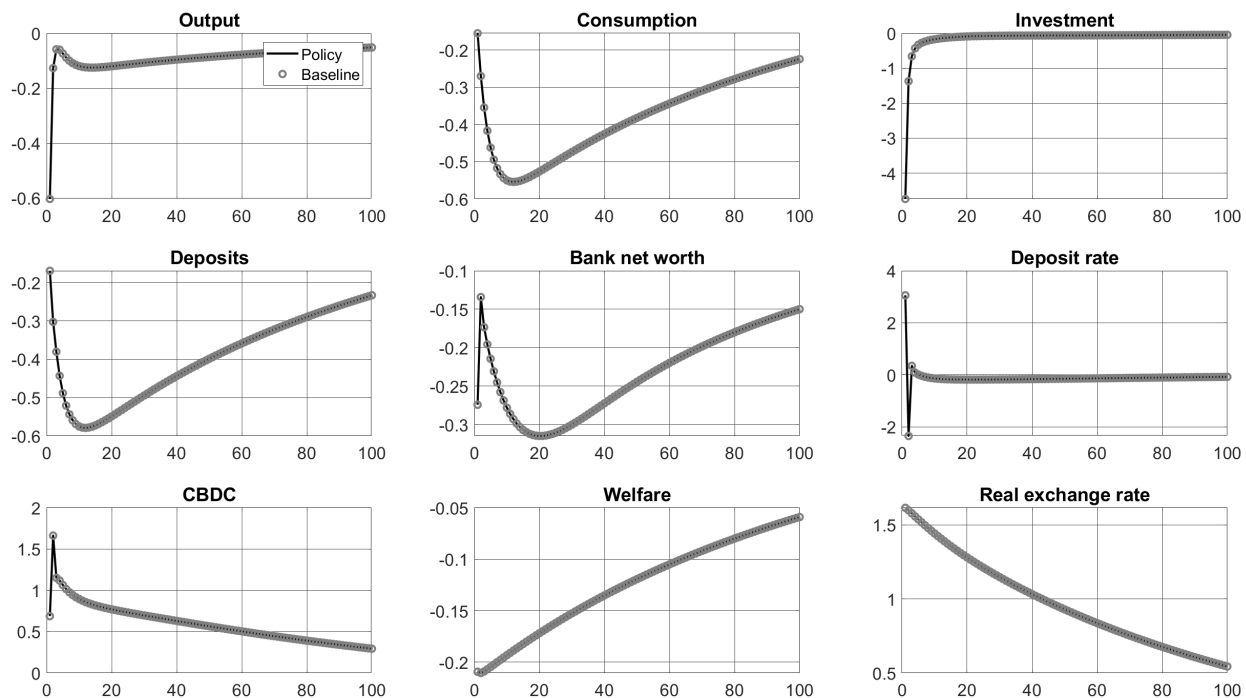 Output
0
-0.2
-0.4
-0.6
0 20 40 60 80 100
Policy
Baseline
Consumption
-0.2
-0.3
-0.4
-0.5
-0.6
0 20 40 60 80 100
Investment
0
-1
-2
-3
-4
0 20 40 60 80 100
Deposits
-0.2
-0.3
-0.4
-0.5
-0.6
0 20 40 60 80 100
Bank net worth
-0.1
-0.15
-0.2
-0.25
-0.3
0 20 40 60 80 100
Deposit rate
4
2
0
-2
0 20 40 60 80 100
CBDC
2
1.5
1
0.5
0
0 20 40 60 80 100
Welfare
-0.05
-0.1
-0.15
-0.2
0 20 40 60 80 100
Real exchange rate
1.5
1
0.5
0 20 40 60 80 100